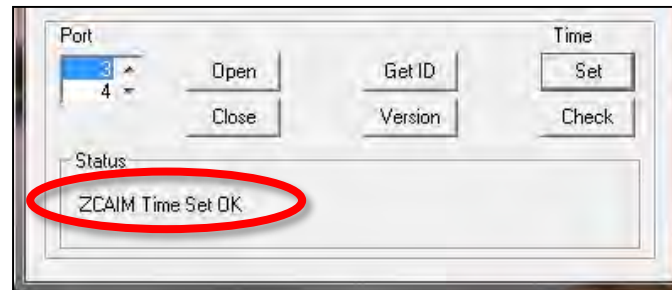 Port
Time
3
Open
Get ID
Set
4
Close
Version
Check
Status
ZCAIM Time Set OK